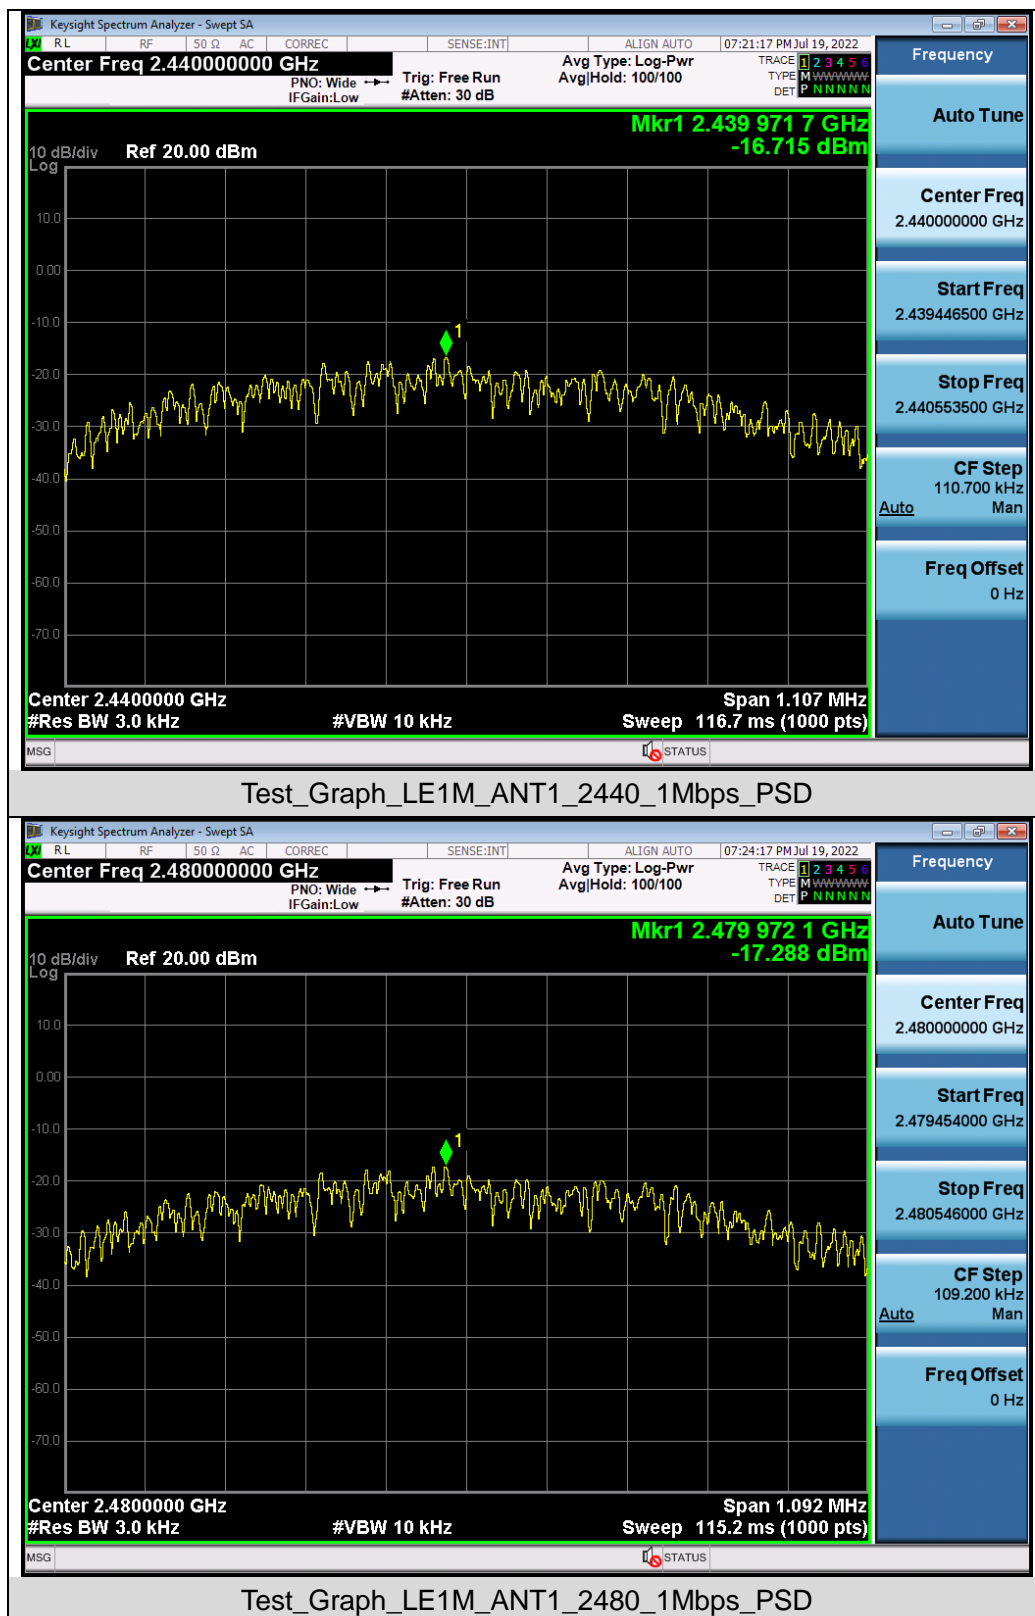 Keysight Spectrum Analyzer - Swept SA
LXI RL RF 50 Ω AC CORREC SENSE:INT ALIGN AUTO 07:21:17 PM Jul 19, 2022
Center Freq 2.440000000 GHz
PNO: Wide
IFGain:Low
Trig: Free Run
#Atten: 30 dB
Avg Type: Log-Pwr
Avg|Hold: 100/100
TRACE 1 2 3 4 5 6
TYPE M WWWWW
DET P N N N N N
Mkr1 2.439 971 7 GHz
-16.715 dBm
10 dB/div Ref 20.00 dBm
Log
10.0
0.00
-10.0
-20.0
-30.0
-40.0
-50.0
-60.0
-70.0
1
Center 2.4400000 GHz Span 1.107 MHz
#Res BW 3.0 kHz #VBW 10 kHz Sweep 116.7 ms (1000 pts)
MSG STATUS
Frequency
Auto Tune
Center Freq
2.440000000 GHz
Start Freq
2.439446500 GHz
Stop Freq
2.440553500 GHz
CF Step
110.700 kHz
Auto Man
Freq Offset
0 Hz
Test_Graph_LE1M_ANT1_2440_1Mbps_PSD
Keysight Spectrum Analyzer - Swept SA
LXI RL RF 50 Ω AC CORREC SENSE:INT ALIGN AUTO 07:24:17 PM Jul 19, 2022
Center Freq 2.480000000 GHz
PNO: Wide
IFGain:Low
Trig: Free Run
#Atten: 30 dB
Avg Type: Log-Pwr
Avg|Hold: 100/100
TRACE 1 2 3 4 5 6
TYPE M WWWWW
DET P N N N N N
Mkr1 2.479 972 1 GHz
-17.288 dBm
10 dB/div Ref 20.00 dBm
Log
10.0
0.00
-10.0
-20.0
-30.0
-40.0
-50.0
-60.0
-70.0
1
Center 2.4800000 GHz Span 1.092 MHz
#Res BW 3.0 kHz #VBW 10 kHz Sweep 115.2 ms (1000 pts)
MSG STATUS
Frequency
Auto Tune
Center Freq
2.480000000 GHz
Start Freq
2.479454000 GHz
Stop Freq
2.480546000 GHz
CF Step
109.200 kHz
Auto Man
Freq Offset
0 Hz
Test_Graph_LE1M_ANT1_2480_1Mbps_PSD